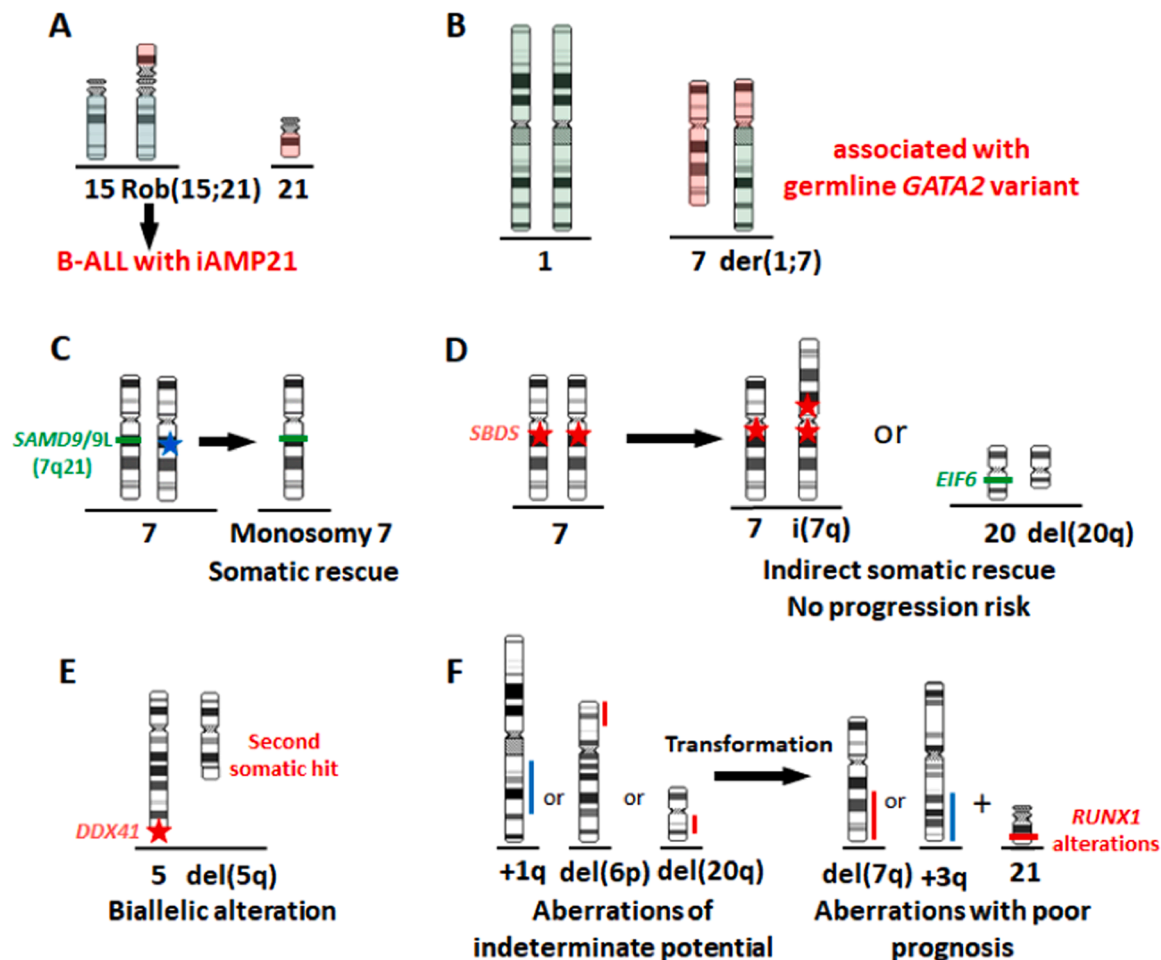 A
15 Rob(15;21) 21
B-ALL with iAMP21
B
1
7 der(1;7)
associated with
germline GATA2 variant
C
SAMD9/9L
(7q21)
7
Monosomy 7
Somatic rescue
D
SBDS
7
7 i(7q)
or
EIF6
20 del(20q)
Indirect somatic rescue
No progression risk
E
DDX41
Second
somatic hit
5 del(5q)
Biallelic alteration
F
or
or
+1q del(6p) del(20q)
Aberrations of
indeterminate potential
Transformation
or
+
RUNX1
alterations
del(7q) +3q 21
Aberrations with poor
prognosis